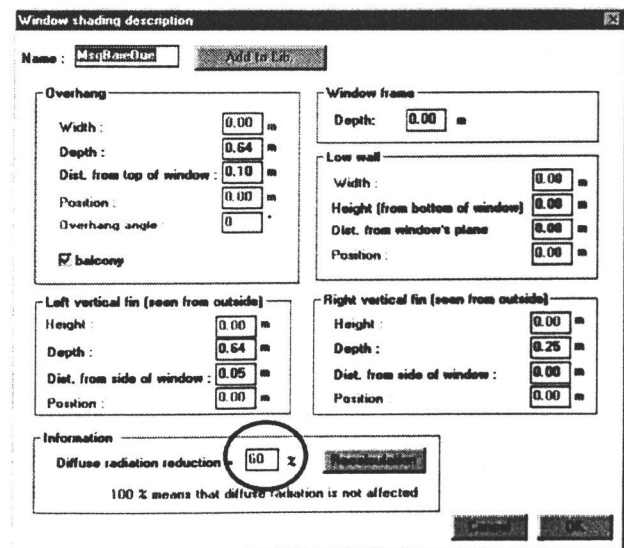 Window shading description
Name : MsqBaieOue Add to Lib.
Overhang
Width : 0.00 m
Depth : 0.64 m
Dist. from top of window : 0.10 m
Position : 0.00 m
Overhang angle 0 °
balcony
Window frame
Depth: 0.00 m
Low wall
Width : 0.00 m
Height (from bottom of window) 0.00 m
Dist. from window's plane 0.00 m
Position : 0.00 m
Left vertical fin (seen from outside)
Height : 0.00 m
Depth : 0.64 m
Dist. from side of window : 0.05 m
Position : 0.00 m
Right vertical fin (seen from outside)
Height : 0.00 m
Depth : 0.25 m
Dist. from side of window : 0.00 m
Position : 0.00 m
Information
Diffuse radiation reduction = 60 %
100 % means that diffuse radiation is not affected
Cancel OK